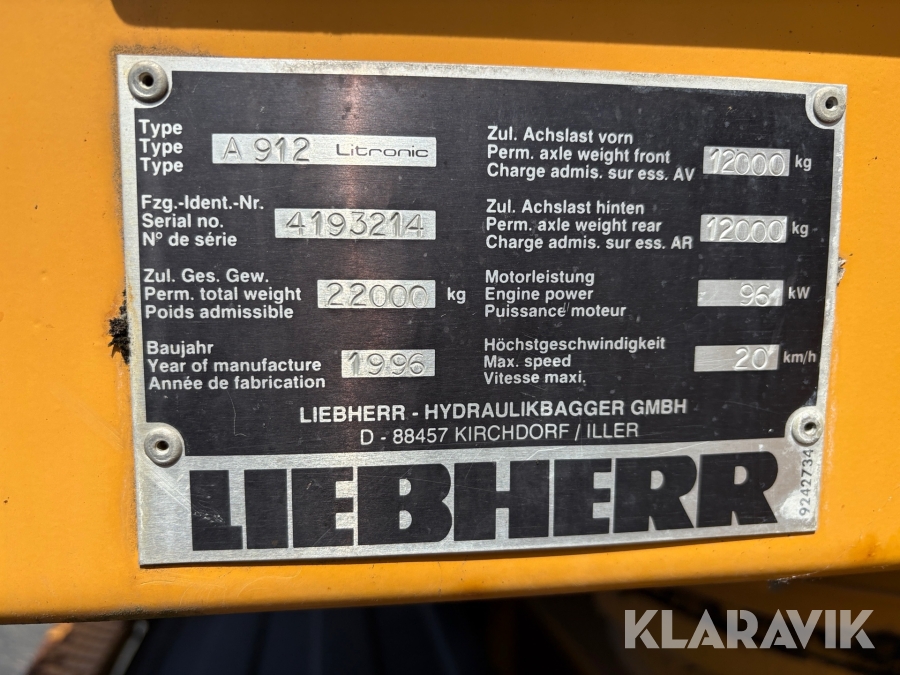 Type
Type A 912 Litronic
Type
Fzg.-Ident.-Nr.
Serial no. 4193214
N° de série
Zul. Ges. Gew.
Perm. total weight 22000 kg
Poids admissible
Baujahr
Year of manufacture 1996
Année de fabrication
Zul. Achslast vorn
Perm. axle weight front 12000 kg
Charge admis. sur ess. AV
Zul. Achslast hinten
Perm. axle weight rear 12000 kg
Charge admis. sur ess. AR
Motorleistung
Engine power 96 kW
Puissance moteur
Höchstgeschwindigkeit
Max. speed 20 km/h
Vitesse maxi.
LIEBHERR - HYDRAULIKBAGGER GMBH
D - 88457 KIRCHDORF / ILLER
LIEBHERR
9242734
KLARAVIK